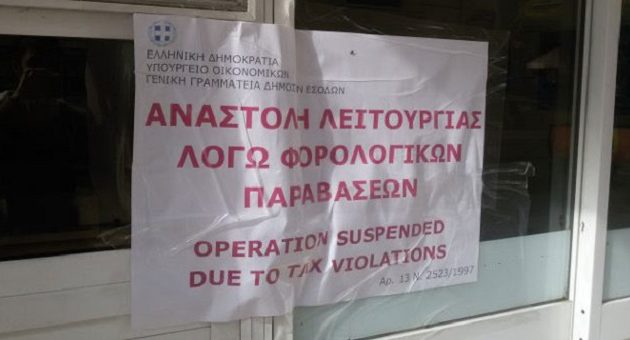 ΕΛΛΗΝΙΚΗ ΔΗΜΟΚΡΑΤΙΑ
ΥΠΟΥΡΓΕΙΟ ΟΙΚΟΝΟΜΙΚΩΝ
ΓΕΝΙΚΗ ΓΡΑΜΜΑΤΕΙΑ ΔΗΜΟΣΙΩΝ ΕΣΟΔΩΝ
ΑΝΑΣΤΟΛΗ ΛΕΙΤΟΥΡΓΙΑΣ
ΛΟΓΩ ΦΟΡΟΛΟΓΙΚΩΝ
ΠΑΡΑΒΑΣΕΩΝ
OPERATION SUSPENDED
DUE TO TAX VIOLATIONS
Αρ. 13 Ν. 2523/1997